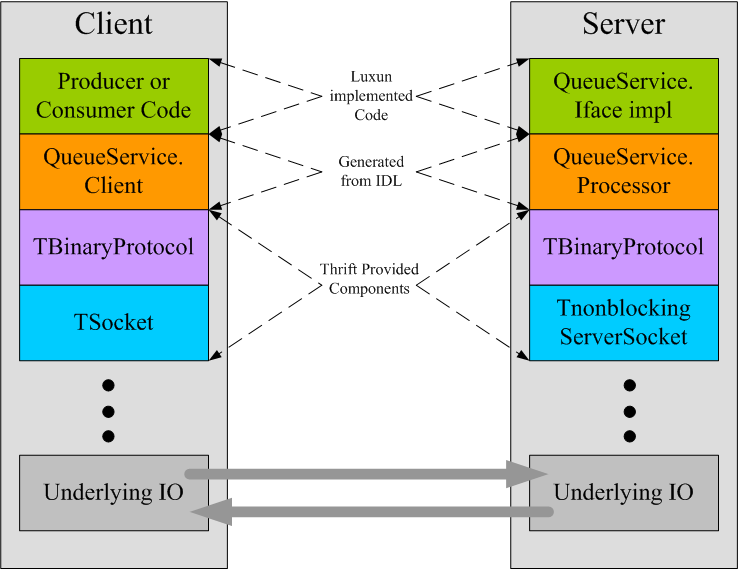 Client
Server
Producer or
Consumer Code
Luxun
implemented
Code
QueueService.
Iface impl
QueueService.
Client
Generated
from IDL
QueueService.
Processor
TBinaryProtocol
Thrift Provided
Components
TBinaryProtocol
TSocket
Tnonblocking
ServerSocket
Underlying IO
Underlying IO